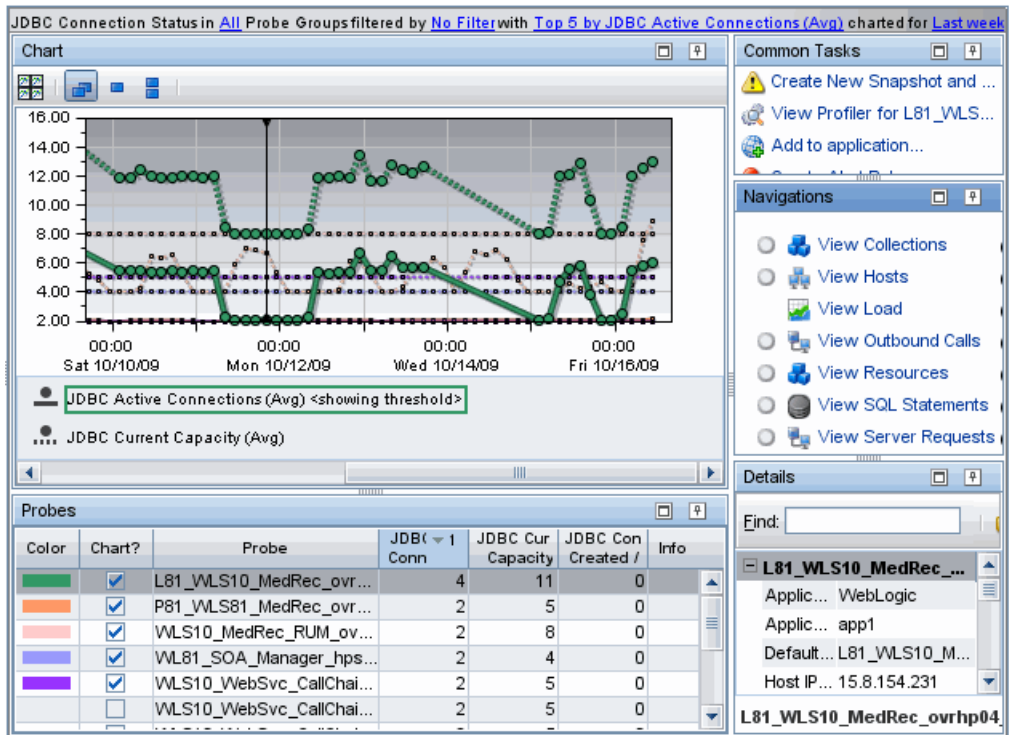 JDBC Connection Status in All Probe Groups filtered by No Filter with Top 5 by JDBC Active Connections (Avg) charted for Last week
Chart
16.00
14.00
12.00
10.00
8.00
6.00
4.00
2.00
00:00 00:00 00:00 00:00
Sat 10/10/09 Mon 10/12/09 Wed 10/14/09 Fri 10/16/09
JDBC Active Connections (Avg) <showing threshold>
JDBC Current Capacity (Avg)
Probes
Color Chart? Probe JDB( 1 Conn JDBC Cur Capacity JDBC Con Created / Info
L81_WLS10_MedRec_ovr... 4 11 0
P81_WLS81_MedRec_ovr... 2 5 0
WLS10_MedRec_RUM_ov... 2 8 0
WL81_SOA_Manager_hps... 2 4 0
WLS10_WebSvc_CallChai... 2 5 0
WLS10_WebSvc_CallChai... 2 5 0
Common Tasks
Create New Snapshot and ...
View Profiler for L81_WLS...
Add to application...
Navigations
View Collections
View Hosts
View Load
View Outbound Calls
View Resources
View SQL Statements
View Server Requests
Details
Find:
L81_WLS10_MedRec_...
Applic... WebLogic
Applic... app1
Default... L81_WLS10_M...
Host IP... 15.8.154.231
L81_WLS10_MedRec_ovrhp04_